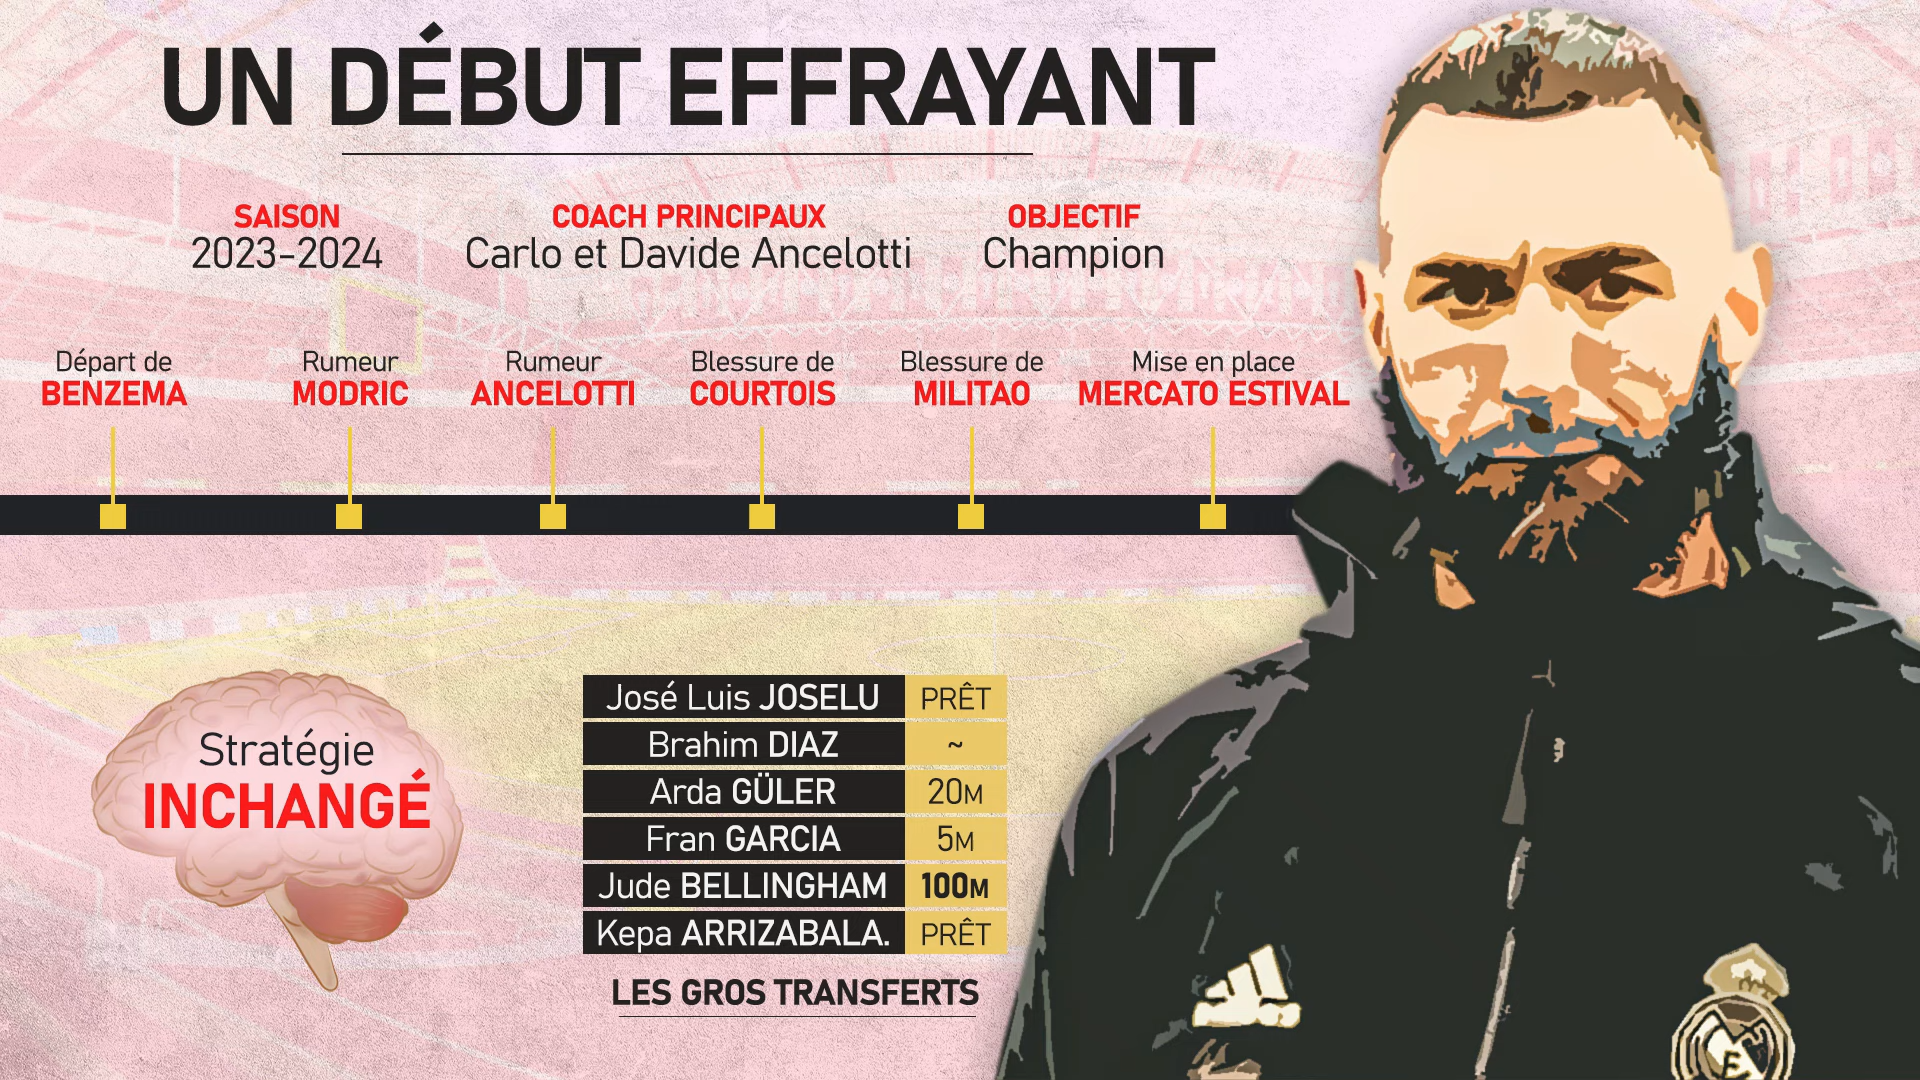 UN DÉBUT EFFRAYANT
SAISON
2023-2024
COACH PRINCIPAUX
Carlo et Davide Ancelotti
OBJECTIF
Champion
Départ de
BENZEMA
Rumeur
MODRIC
Rumeur
ANCELOTTI
Blessure de
COURTOIS
Blessure de
MILITAO
Mise en place
MERCATO ESTIVAL
Stratégie
INCHANGÉ
José Luis JOSELU PRÊT
Brahim DIAZ ~
Arda GÜLER 20M
Fran GARCIA 5M
Jude BELLINGHAM 100M
Kepa ARRIZABALA. PRÊT
LES GROS TRANSFERTS